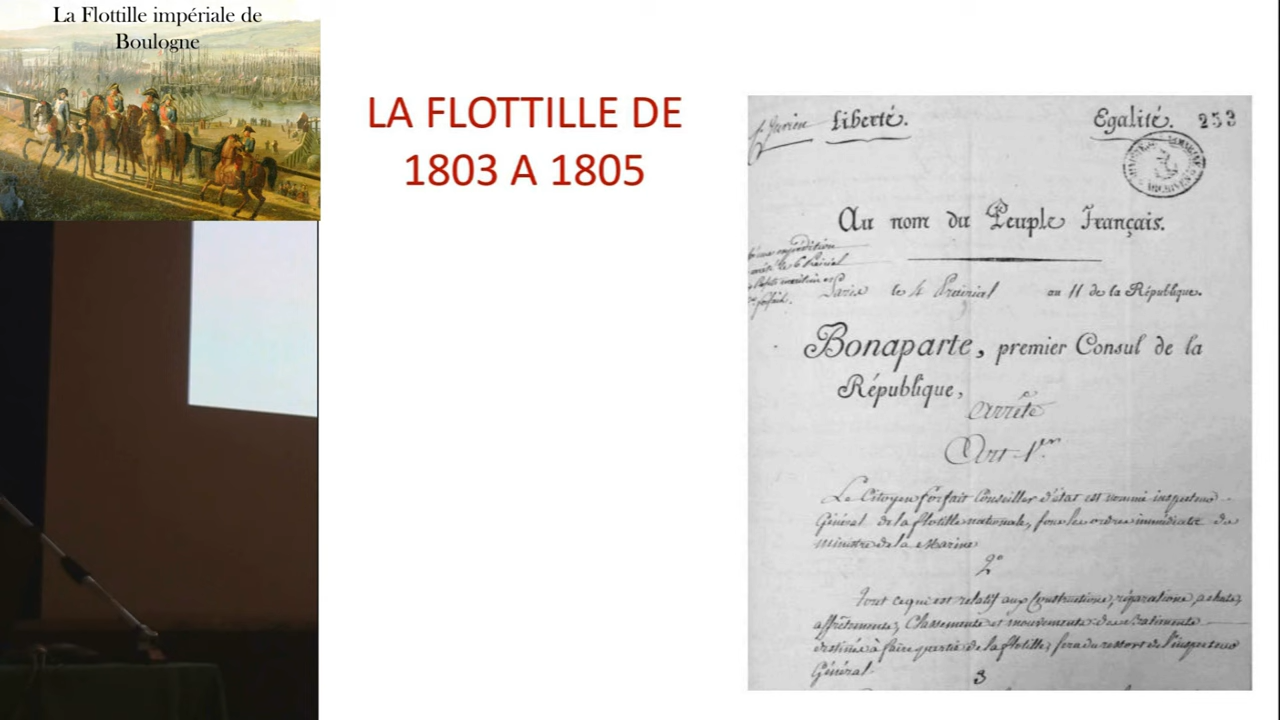 La Flottille impériale de
Boulogne
LA FLOTTILLE DE
1803 A 1805
Liberté. Egalité. 253
Au nom du Peuple Français.
Paris le 4 Prairial an 11 de la République.
Bonaparte, premier Consul de la
République,
Arrête
Art. 1er
Le Citoyen forfait Conseiller d'état est nommé inspecteur
Général de la flotille nationale, sous les ordres immédiats du
ministre de la Marine
2°
Tout ce qui est relatif aux Constructions, réparations, achats,
affrètements, Classements et mouvements des Batiments
destinés à faire partie de la flotille, sera du ressort de l'inspecteur
Général
3